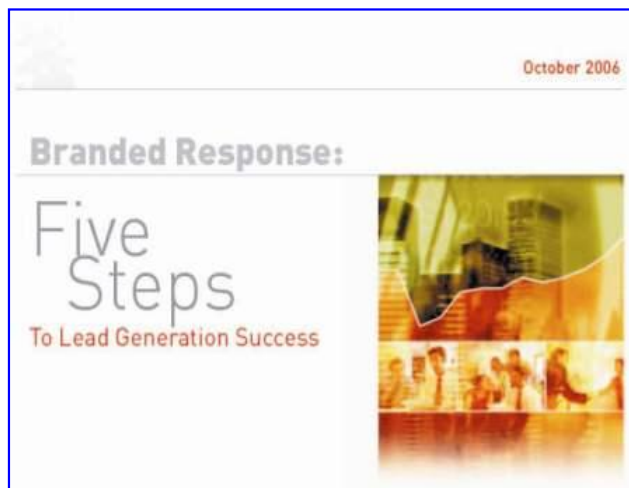 October 2006
Branded Response:
Five
Steps
To Lead Generation Success